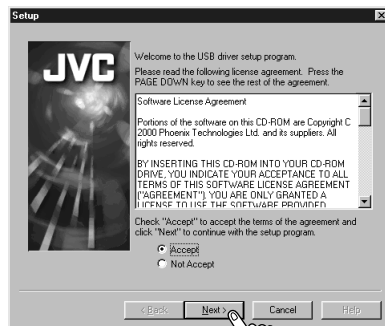 Setup
JVC
Welcome to the USB driver setup program.
Please read the following license agreement. Press the
PAGE DOWN key to see the rest of the agreement.
Software License Agreement
Portions of the software on this CD-ROM are Copyright C
2000 Phoenix Technologies Ltd. and its suppliers. All
rights reserved.
BY INSERTING THIS CD-ROM INTO YOUR CD-ROM
DRIVE, YOU INDICATE YOUR ACCEPTANCE TO ALL
TERMS OF THIS SOFTWARE LICENSE AGREEMENT
("AGREEMENT"). YOU ARE ONLY GRANTED A
LICENSE TO USE THE SOFTWARE PROVIDED
Check "Accept" to accept the terms of the agreement and
click "Next" to continue with the setup program.
Accept
Not Accept
< Back Next > Cancel Help